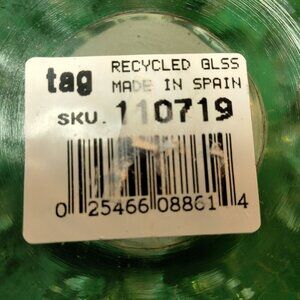 tag RECYCLED GLSS
MADE IN SPAIN
SKU. 110719
0 25466 08861 4